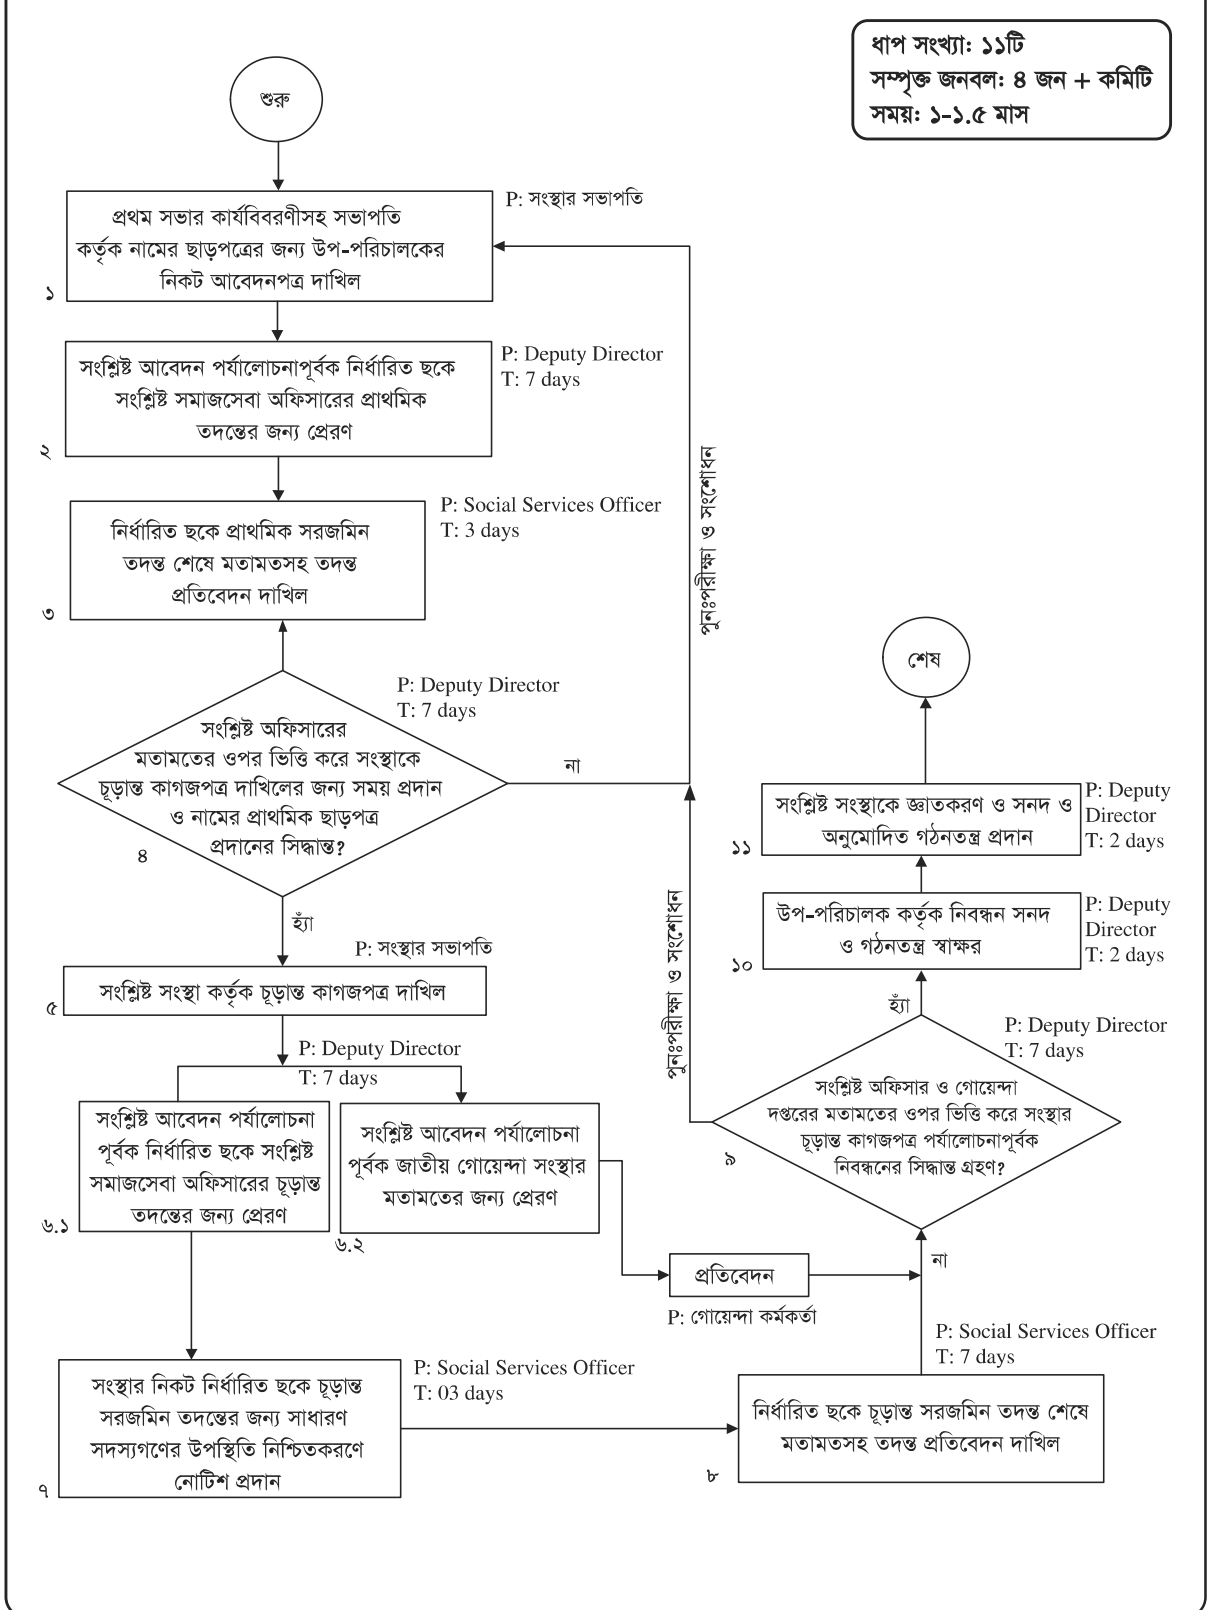 ধাপ সংখ্যা: ১১টি
সম্পৃক্ত জনবল: ৪ জন + কমিটি
সময়: ১-১.৫ মাস
শুরু
P: সংস্থার সভাপতি
প্রথম সভার কার্যবিবরণীসহ সভাপতি
কর্তৃক নামের ছাড়পত্রের জন্য উপ-পরিচালকের
নিকট আবেদনপত্র দাখিল
১
P: Deputy Director
T: 7 days
সংশ্লিষ্ট আবেদন পর্যালোচনাপূর্বক নির্ধারিত ছকে
সংশ্লিষ্ট সমাজসেবা অফিসারের প্রাথমিক
তদন্তের জন্য প্রেরণ
২
P: Social Services Officer
T: 3 days
নির্ধারিত ছকে প্রাথমিক সরজমিন
তদন্ত শেষে মতামতসহ তদন্ত
প্রতিবেদন দাখিল
৩
পুনঃপরীক্ষা ও সংশোধন
P: Deputy Director
T: 7 days
সংশ্লিষ্ট অফিসারের
মতামতের ওপর ভিত্তি করে সংস্থাকে
চূড়ান্ত কাগজপত্র দাখিলের জন্য সময় প্রদান
ও নামের প্রাথমিক ছাড়পত্র
প্রদানের সিদ্ধান্ত?
৪
না
হ্যাঁ
P: সংস্থার সভাপতি
সংশ্লিষ্ট সংস্থা কর্তৃক চূড়ান্ত কাগজপত্র দাখিল
৫
P: Deputy Director
T: 7 days
সংশ্লিষ্ট আবেদন পর্যালোচনা
পূর্বক নির্ধারিত ছকে সংশ্লিষ্ট
সমাজসেবা অফিসারের চূড়ান্ত
তদন্তের জন্য প্রেরণ
৬.১
সংশ্লিষ্ট আবেদন পর্যালোচনা
পূর্বক জাতীয় গোয়েন্দা সংস্থার
মতামতের জন্য প্রেরণ
৬.২
প্রতিবেদন
P: গোয়েন্দা কর্মকর্তা
P: Social Services Officer
T: 03 days
সংস্থার নিকট নির্ধারিত ছকে চূড়ান্ত
সরজমিন তদন্তের জন্য সাধারণ
সদস্যগণের উপস্থিতি নিশ্চিতকরণে
নোটিশ প্রদান
৭
P: Social Services Officer
T: 7 days
নির্ধারিত ছকে চূড়ান্ত সরজমিন তদন্ত শেষে
মতামতসহ তদন্ত প্রতিবেদন দাখিল
৮
না
P: Deputy Director
T: 7 days
সংশ্লিষ্ট অফিসার ও গোয়েন্দা
দপ্তরের মতামতের ওপর ভিত্তি করে সংস্থার
চূড়ান্ত কাগজপত্র পর্যালোচনাপূর্বক
নিবন্ধনের সিদ্ধান্ত গ্রহণ?
৯
পুনঃপরীক্ষা ও সংশোধন
হ্যাঁ
P: Deputy
Director
T: 2 days
উপ-পরিচালক কর্তৃক নিবন্ধন সনদ
ও গঠনতন্ত্র স্বাক্ষর
১০
P: Deputy
Director
T: 2 days
সংশ্লিষ্ট সংস্থাকে জ্ঞাতকরণ ও সনদ ও
অনুমোদিত গঠনতন্ত্র প্রদান
১১
শেষ